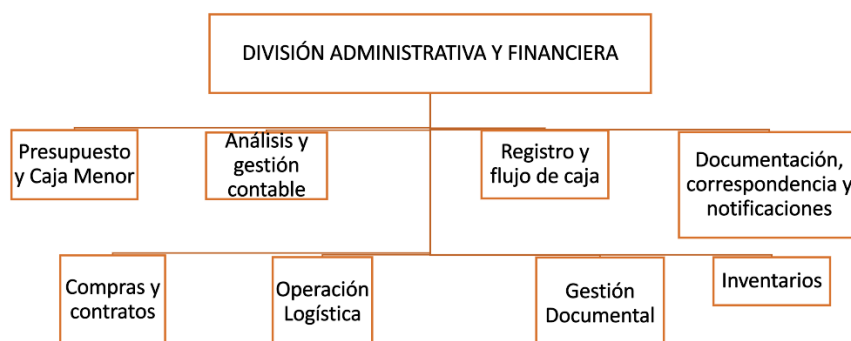 DIVISIÓN ADMINISTRATIVA Y FINANCIERA
Presupuesto
y Caja Menor
Análisis y
gestión
contable
Registro y
flujo de caja
Documentación,
correspondencia y
notificaciones
Compras y
contratos
Operación
Logística
Gestión
Documental
Inventarios